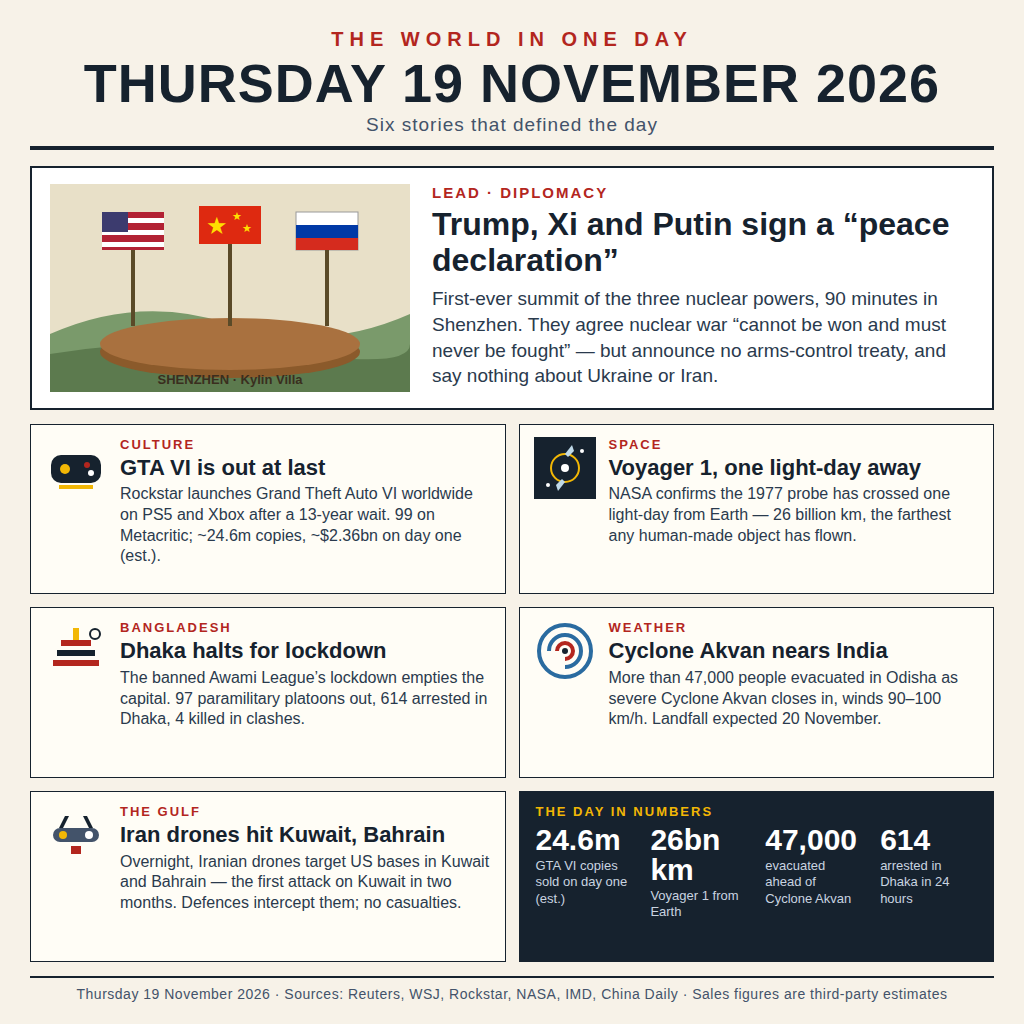 THE WORLD IN ONE DAY
THURSDAY 19 NOVEMBER 2026
Six stories that defined the day
SHENZHEN · Kylin Villa
LEAD · DIPLOMACY
Trump, Xi and Putin sign a “peace
declaration”
First-ever summit of the three nuclear powers, 90 minutes in
Shenzhen. They agree nuclear war “cannot be won and must
never be fought” — but announce no arms-control treaty, and
say nothing about Ukraine or Iran.
CULTURE
GTA VI is out at last
Rockstar launches Grand Theft Auto VI worldwide
on PS5 and Xbox after a 13-year wait. 99 on
Metacritic; ~24.6m copies, ~$2.36bn on day one
(est.).
SPACE
Voyager 1, one light-day away
NASA confirms the 1977 probe has crossed one
light-day from Earth — 26 billion km, the farthest
any human-made object has flown.
BANGLADESH
Dhaka halts for lockdown
The banned Awami League’s lockdown empties the
capital. 97 paramilitary platoons out, 614 arrested in
Dhaka, 4 killed in clashes.
WEATHER
Cyclone Akvan nears India
More than 47,000 people evacuated in Odisha as
severe Cyclone Akvan closes in, winds 90–100
km/h. Landfall expected 20 November.
THE GULF
Iran drones hit Kuwait, Bahrain
Overnight, Iranian drones target US bases in Kuwait
and Bahrain — the first attack on Kuwait in two
months. Defences intercept them; no casualties.
THE DAY IN NUMBERS
24.6m
GTA VI copies
sold on day one
(est.)
26bn
km
Voyager 1 from
Earth
47,000
evacuated
ahead of
Cyclone Akvan
614
arrested in
Dhaka in 24
hours
Thursday 19 November 2026 · Sources: Reuters, WSJ, Rockstar, NASA, IMD, China Daily · Sales figures are third-party estimates